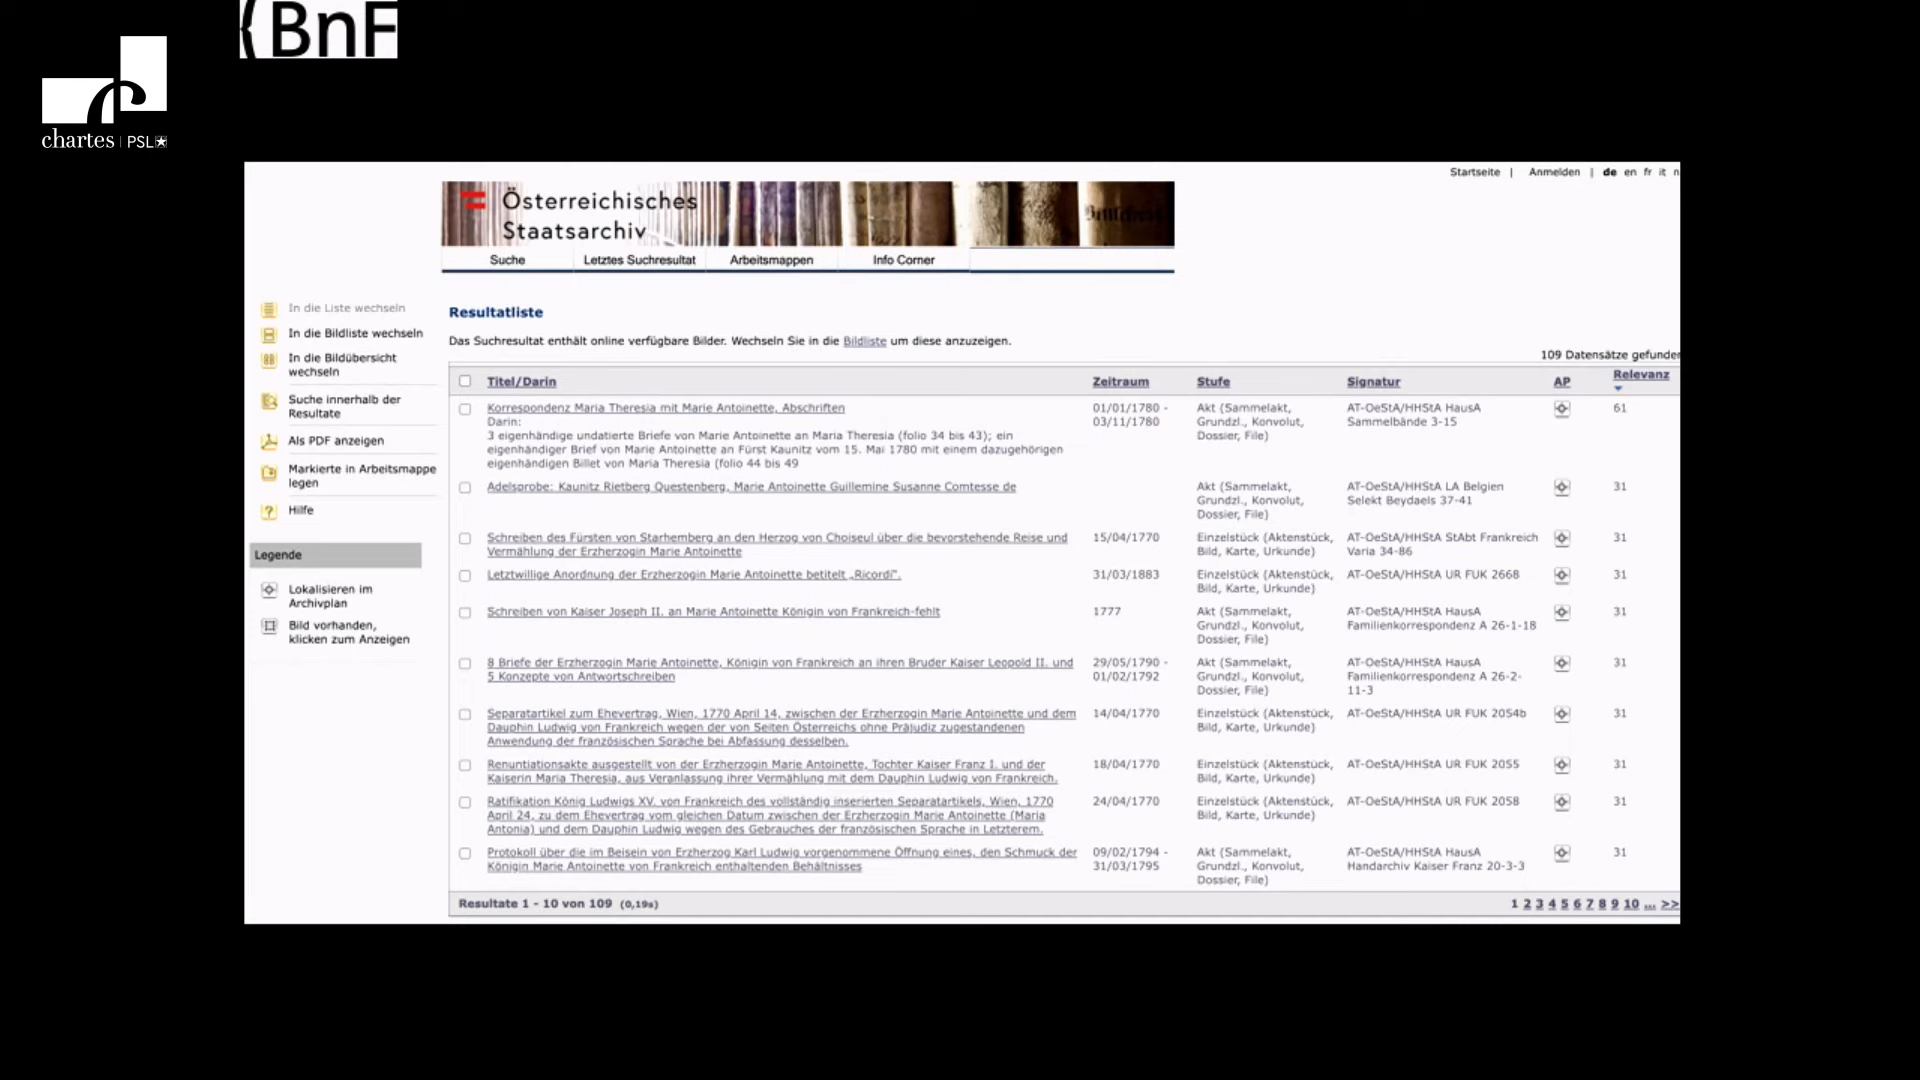 {BnF
chartes | PSL
Startseite | Anmelden | de en fr it n
Österreichisches
Staatsarchiv
Suche Letztes Suchresultat Arbeitsmappen Info Corner
In die Liste wechseln
In die Bildliste wechseln
In die Bildübersicht
wechseln
Suche innerhalb der
Resultate
Als PDF anzeigen
Markierte in Arbeitsmappe
legen
Hilfe
Legende
Lokalisieren im
Archivplan
Bild vorhanden,
klicken zum Anzeigen
Resultatliste
Das Suchresultat enthält online verfügbare Bilder. Wechseln Sie in die Bildliste um diese anzuzeigen.
109 Datensätze gefunden
Titel/Darin Zeitraum Stufe Signatur AP Relevanz
Korrespondenz Maria Theresia mit Marie Antoinette, Abschriften 01/01/1780 - Akt (Sammelakt, AT-OeStA/HHStA HausA 61
Darin: 03/11/1780 Grundzl., Konvolut, Sammelbände 3-15
3 eigenhändige undatierte Briefe von Marie Antoinette an Maria Theresia (folio 34 bis 43); ein Dossier, File)
eigenhändiger Brief von Marie Antoinette an Fürst Kaunitz vom 15. Mai 1780 mit einem dazugehörigen
eigenhändigen Billet von Maria Theresia (folio 44 bis 49
Adelsprobe: Kaunitz Rietberg Questenberg, Marie Antoinette Guillemine Susanne Comtesse de Akt (Sammelakt, AT-OeStA/HHStA LA Belgien 31
Grundzl., Konvolut, Selekt Beydaels 37-41
Dossier, File)
Schreiben des Fürsten von Starhemberg an den Herzog von Choiseul über die bevorstehende Reise und 15/04/1770 Einzelstück (Aktenstück, AT-OeStA/HHStA StAbt Frankreich 31
Vermählung der Erzherzogin Marie Antoinette Bild, Karte, Urkunde) Varia 34-86
Letztwillige Anordnung der Erzherzogin Marie Antoinette betitelt „Ricordi“. 31/03/1883 Einzelstück (Aktenstück, AT-OeStA/HHStA UR FUK 2668 31
Bild, Karte, Urkunde)
Schreiben von Kaiser Joseph II. an Marie Antoinette Königin von Frankreich-fehlt 1777 Akt (Sammelakt, AT-OeStA/HHStA HausA 31
Grundzl., Konvolut, Familienkorrespondenz A 26-1-18
Dossier, File)
8 Briefe der Erzherzogin Marie Antoinette, Königin von Frankreich an ihren Bruder Kaiser Leopold II. und 29/05/1790 - Akt (Sammelakt, AT-OeStA/HHStA HausA 31
5 Konzepte von Antwortschreiben 01/02/1792 Grundzl., Konvolut, Familienkorrespondenz A 26-2-
Dossier, File) 11-3
Separatartikel zum Ehevertrag, Wien, 1770 April 14, zwischen der Erzherzogin Marie Antoinette und dem 14/04/1770 Einzelstück (Aktenstück, AT-OeStA/HHStA UR FUK 2054b 31
Dauphin Ludwig von Frankreich wegen der von Seiten Österreichs ohne Präjudiz zugestandenen Bild, Karte, Urkunde)
Anwendung der französischen Sprache bei Abfassung desselben.
Renuntiationsakte ausgestellt von der Erzherzogin Marie Antoinette, Tochter Kaiser Franz I. und der 18/04/1770 Einzelstück (Aktenstück, AT-OeStA/HHStA UR FUK 2055 31
Kaiserin Maria Theresia, aus Veranlassung ihrer Vermählung mit dem Dauphin Ludwig von Frankreich. Bild, Karte, Urkunde)
Ratifikation König Ludwigs XV. von Frankreich des vollständig inserierten Separatartikels, Wien, 1770 24/04/1770 Einzelstück (Aktenstück, AT-OeStA/HHStA UR FUK 2058 31
April 24, zu dem Ehevertrag vom gleichen Datum zwischen der Erzherzogin Marie Antoinette (Maria Bild, Karte, Urkunde)
Antonia) und dem Dauphin Ludwig wegen des Gebrauches der französischen Sprache in Letzterem.
Protokoll über die im Beisein von Erzherzog Karl Ludwig vorgenommene Öffnung eines, den Schmuck der 09/02/1794 - Akt (Sammelakt, AT-OeStA/HHStA HausA 31
Königin Marie Antoinette von Frankreich enthaltenden Behältnisses 31/03/1795 Grundzl., Konvolut, Handarchiv Kaiser Franz 20-3-3
Dossier, File)
Resultate 1 - 10 von 109 (0,19s) 1 2 3 4 5 6 7 8 9 10 ... >>